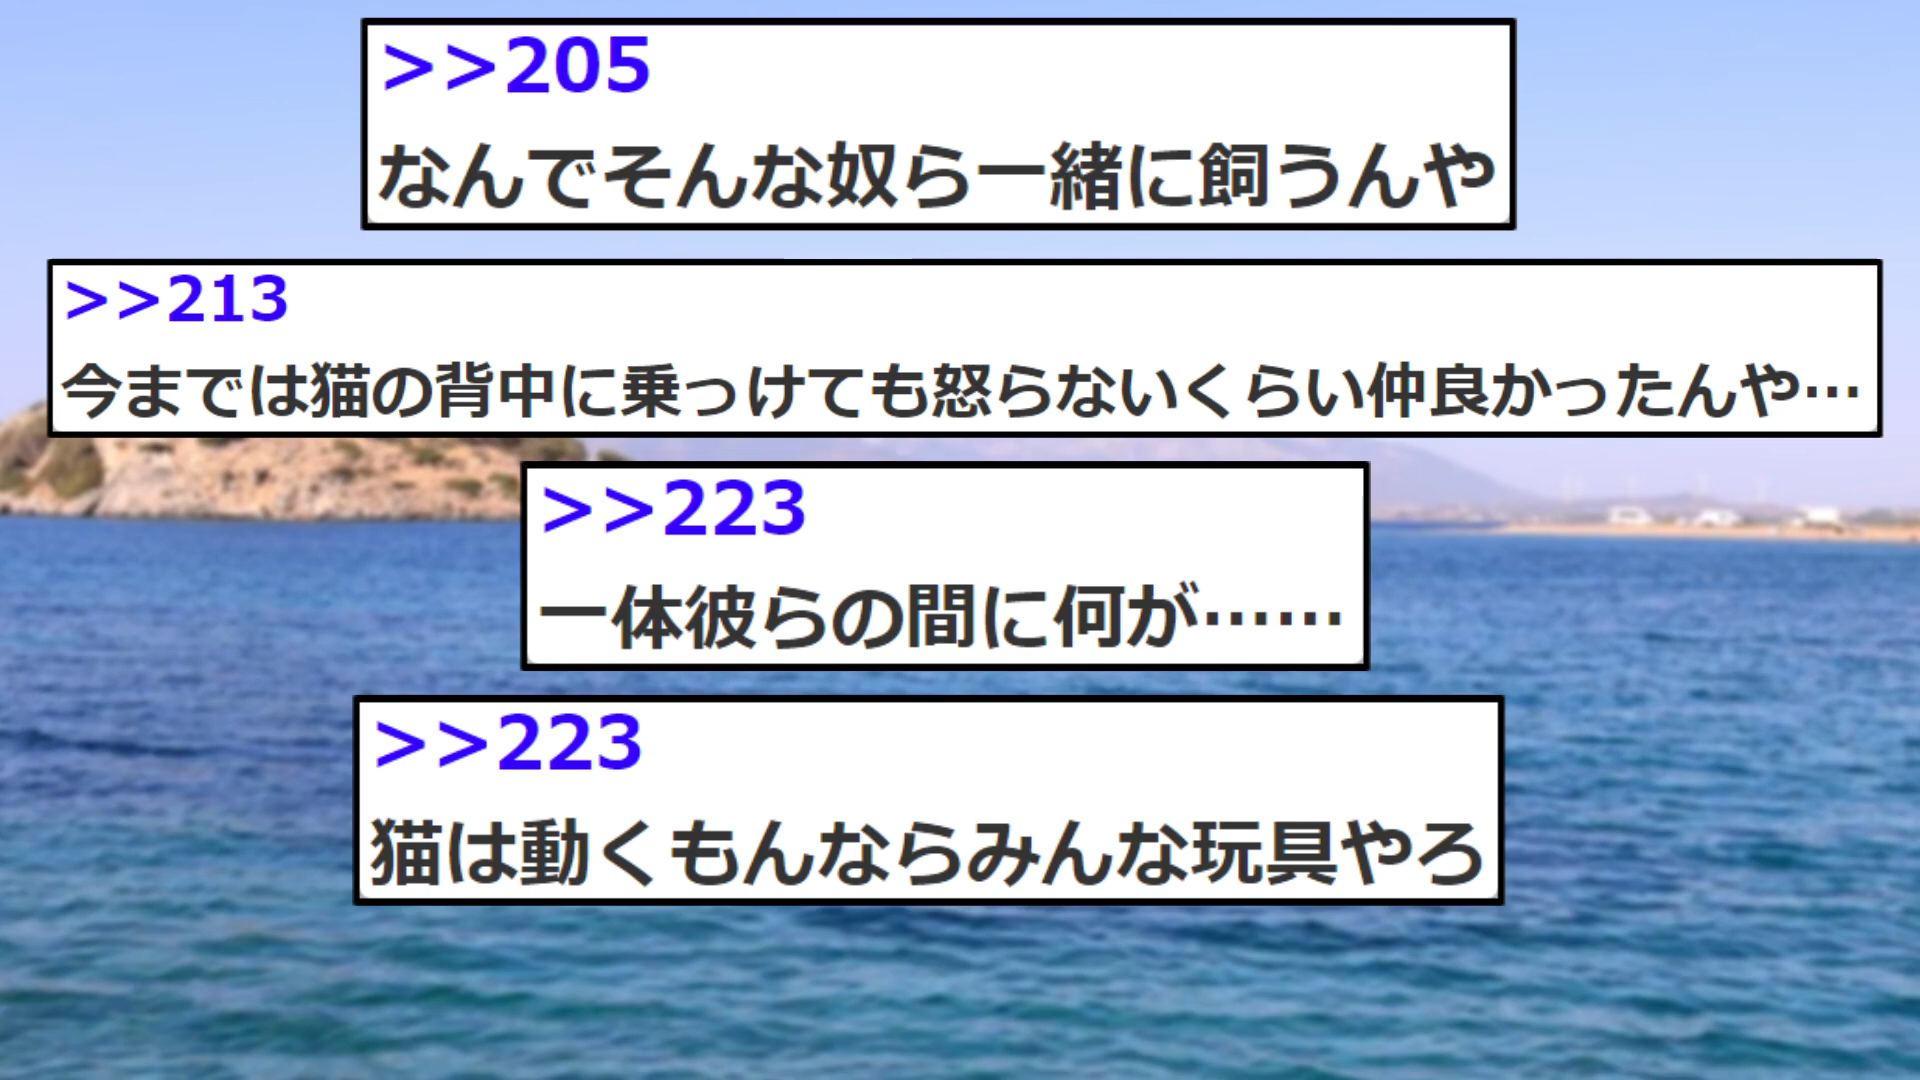 >>205
なんでそんな奴ら一緒に飼うんや
>>213
今までは猫の背中に乗っけても怒らないくらい仲良かったんや…
>>223
一体彼らの間に何が……
>>223
猫は動くもんならみんな玩具やろ